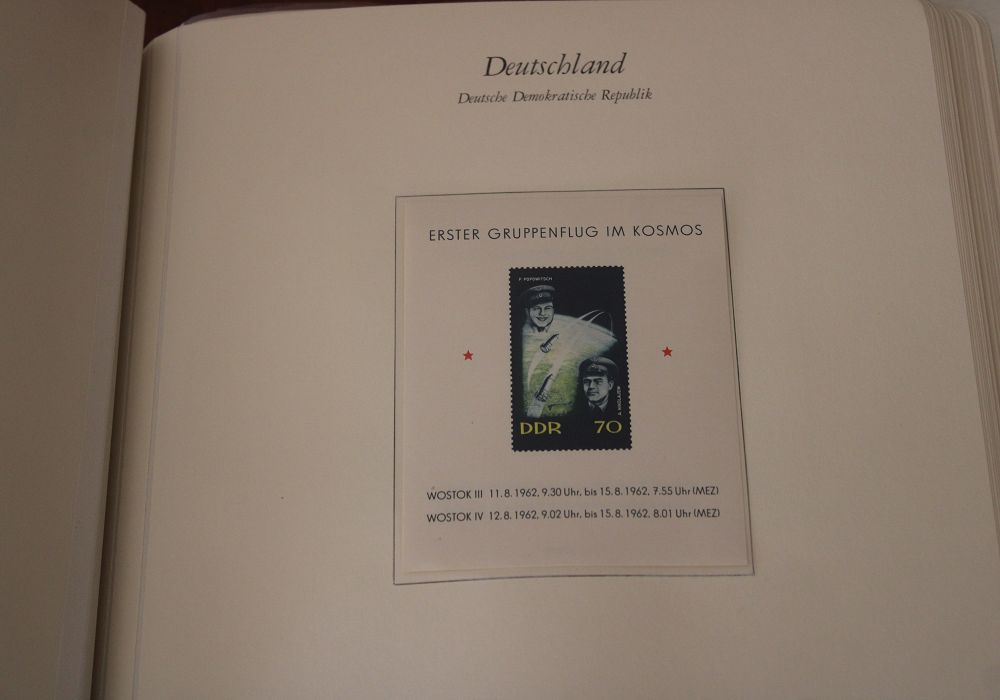 Deutschland
Deutsche Demokratische Republik
ERSTER GRUPPENFLUG IM KOSMOS
P. POPOWITSCH
A. NIKOLAJEW
DDR 70
WOSTOK III 11.8.1962, 9.30 Uhr, bis 15.8.1962, 7.55 Uhr (MEZ)
WOSTOK IV 12.8.1962, 9.02 Uhr, bis 15.8.1962, 8.01 Uhr (MEZ)